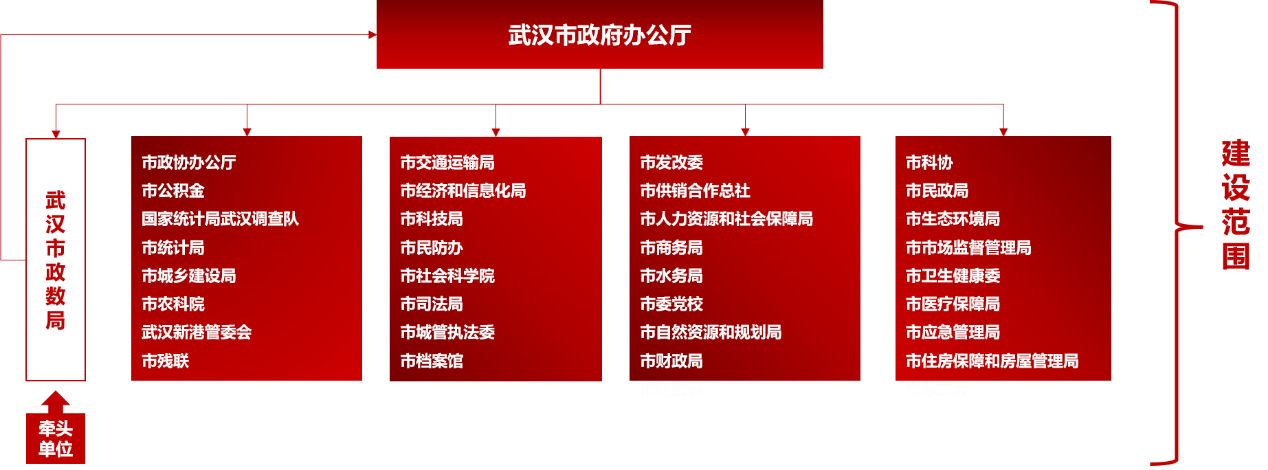 武汉市政府办公厅
武汉市政数局
牵头
单位
市政协办公厅
市公积金
国家统计局武汉调查队
市统计局
市城乡建设局
市农科院
武汉新港管委会
市残联
市交通运输局
市经济和信息化局
市科技局
市民防办
市社会科学院
市司法局
市城管执法委
市档案馆
市发改委
市供销合作总社
市人力资源和社会保障局
市商务局
市水务局
市委党校
市自然资源和规划局
市财政局
市科协
市民政局
市生态环境局
市市场监督管理局
市卫生健康委
市医疗保障局
市应急管理局
市住房保障和房屋管理局
建设范围